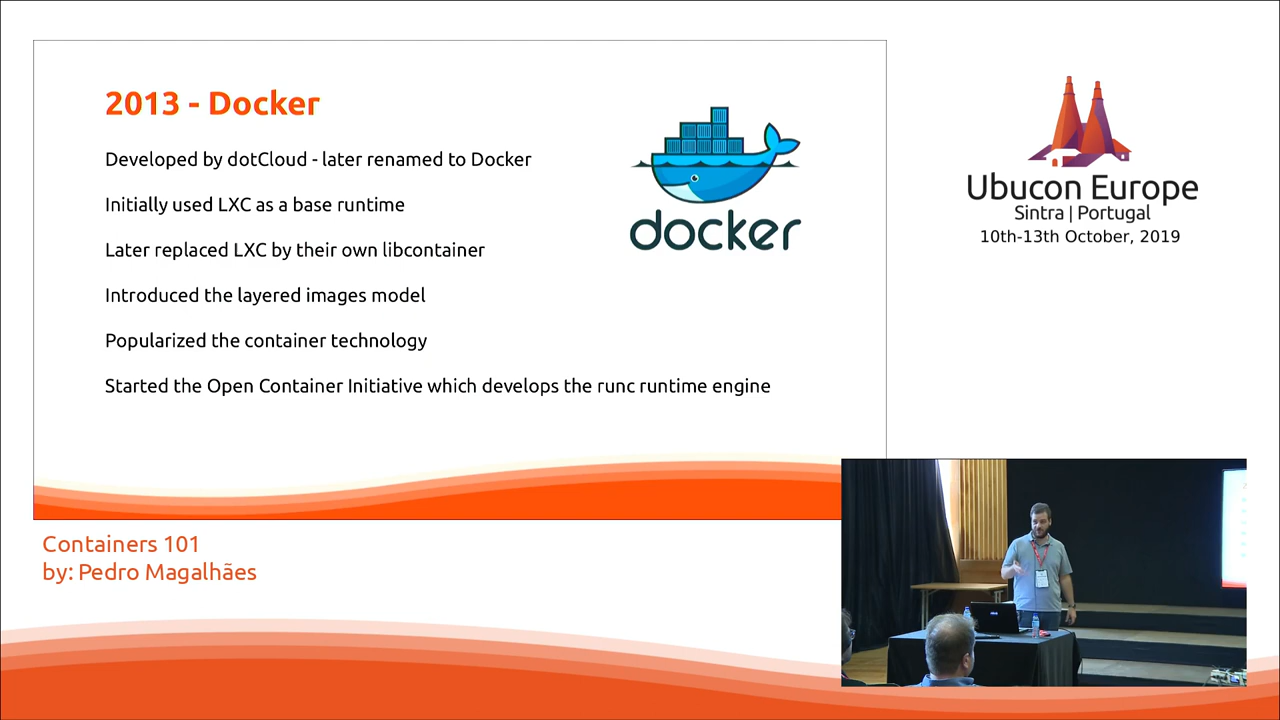 2013 - Docker
Developed by dotCloud - later renamed to Docker
Initially used LXC as a base runtime
Later replaced LXC by their own libcontainer
Introduced the layered images model
Popularized the container technology
Started the Open Container Initiative which develops the runc runtime engine
docker
Ubucon Europe
Sintra | Portugal
10th-13th October, 2019
Containers 101
by: Pedro Magalhães